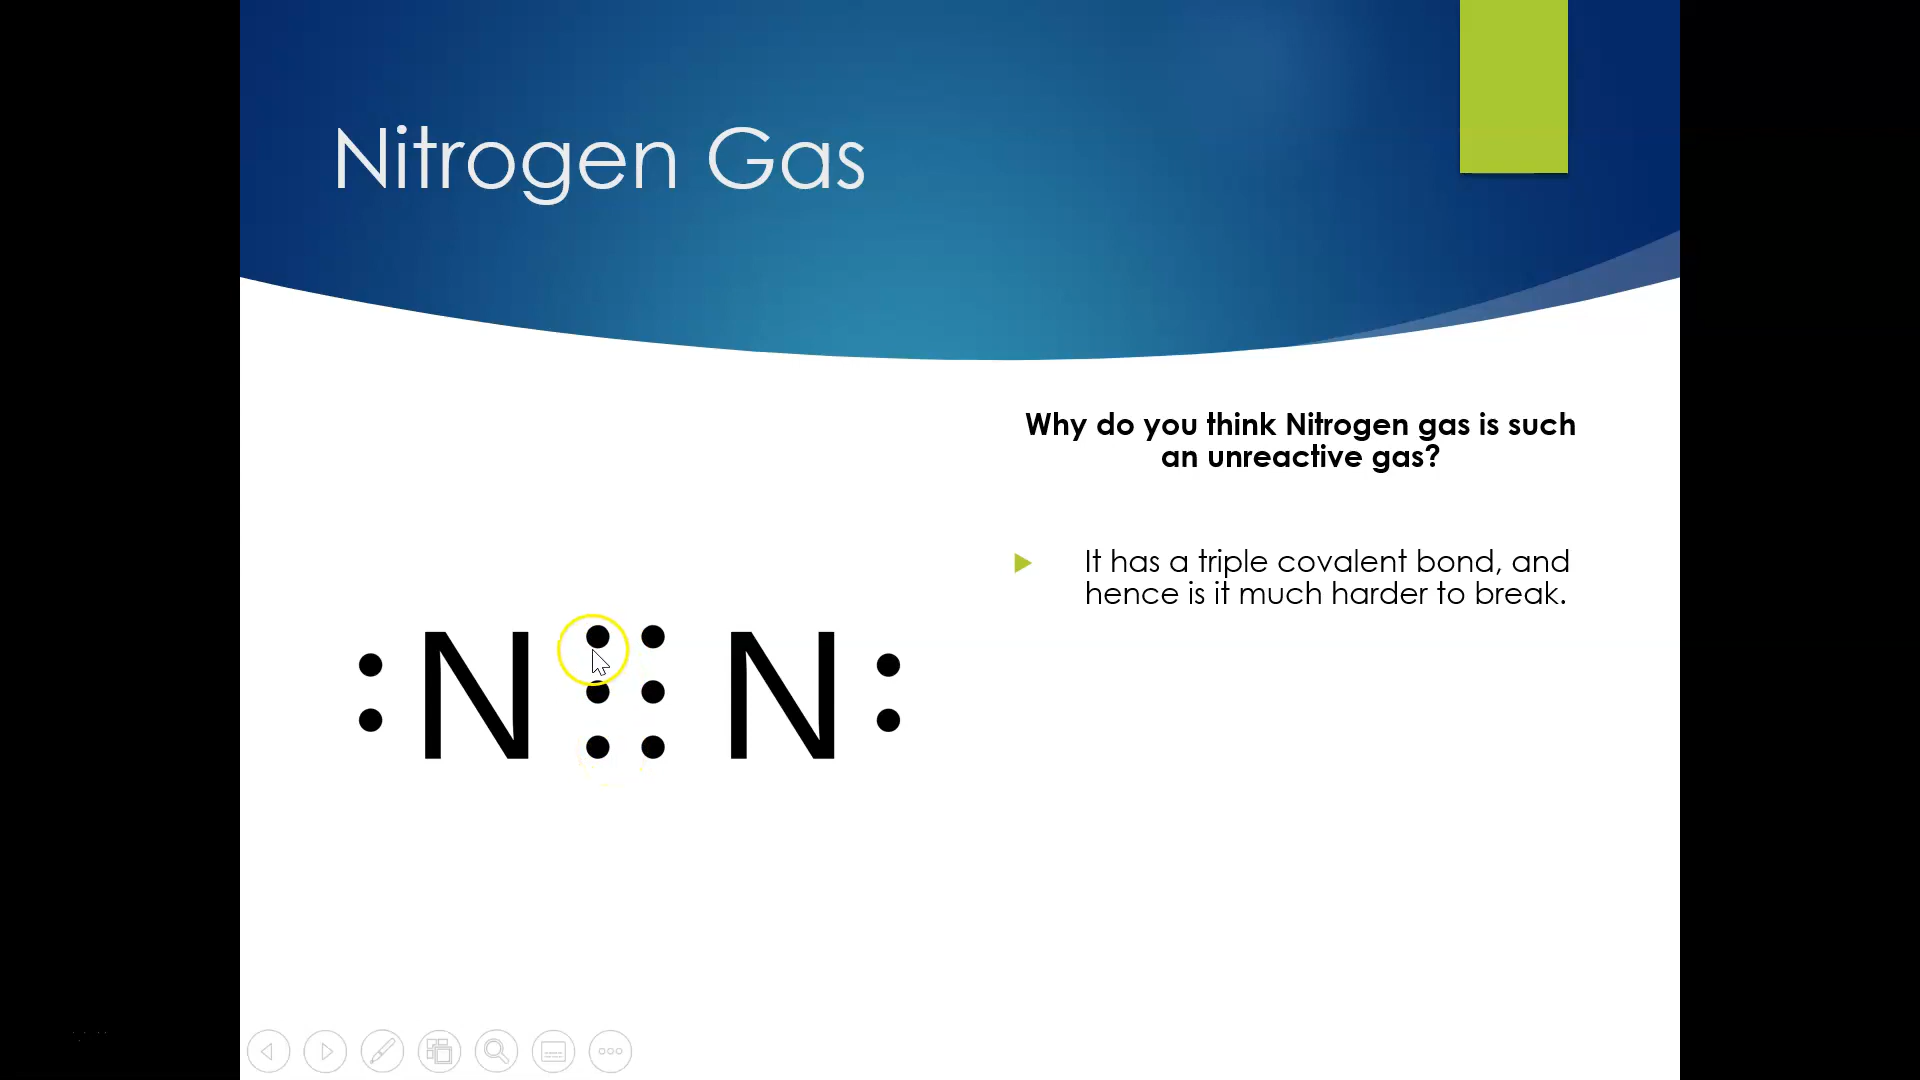 Nitrogen Gas
Why do you think Nitrogen gas is such
an unreactive gas?
It has a triple covalent bond, and
hence is it much harder to break.
: N ⋮⋮ N :